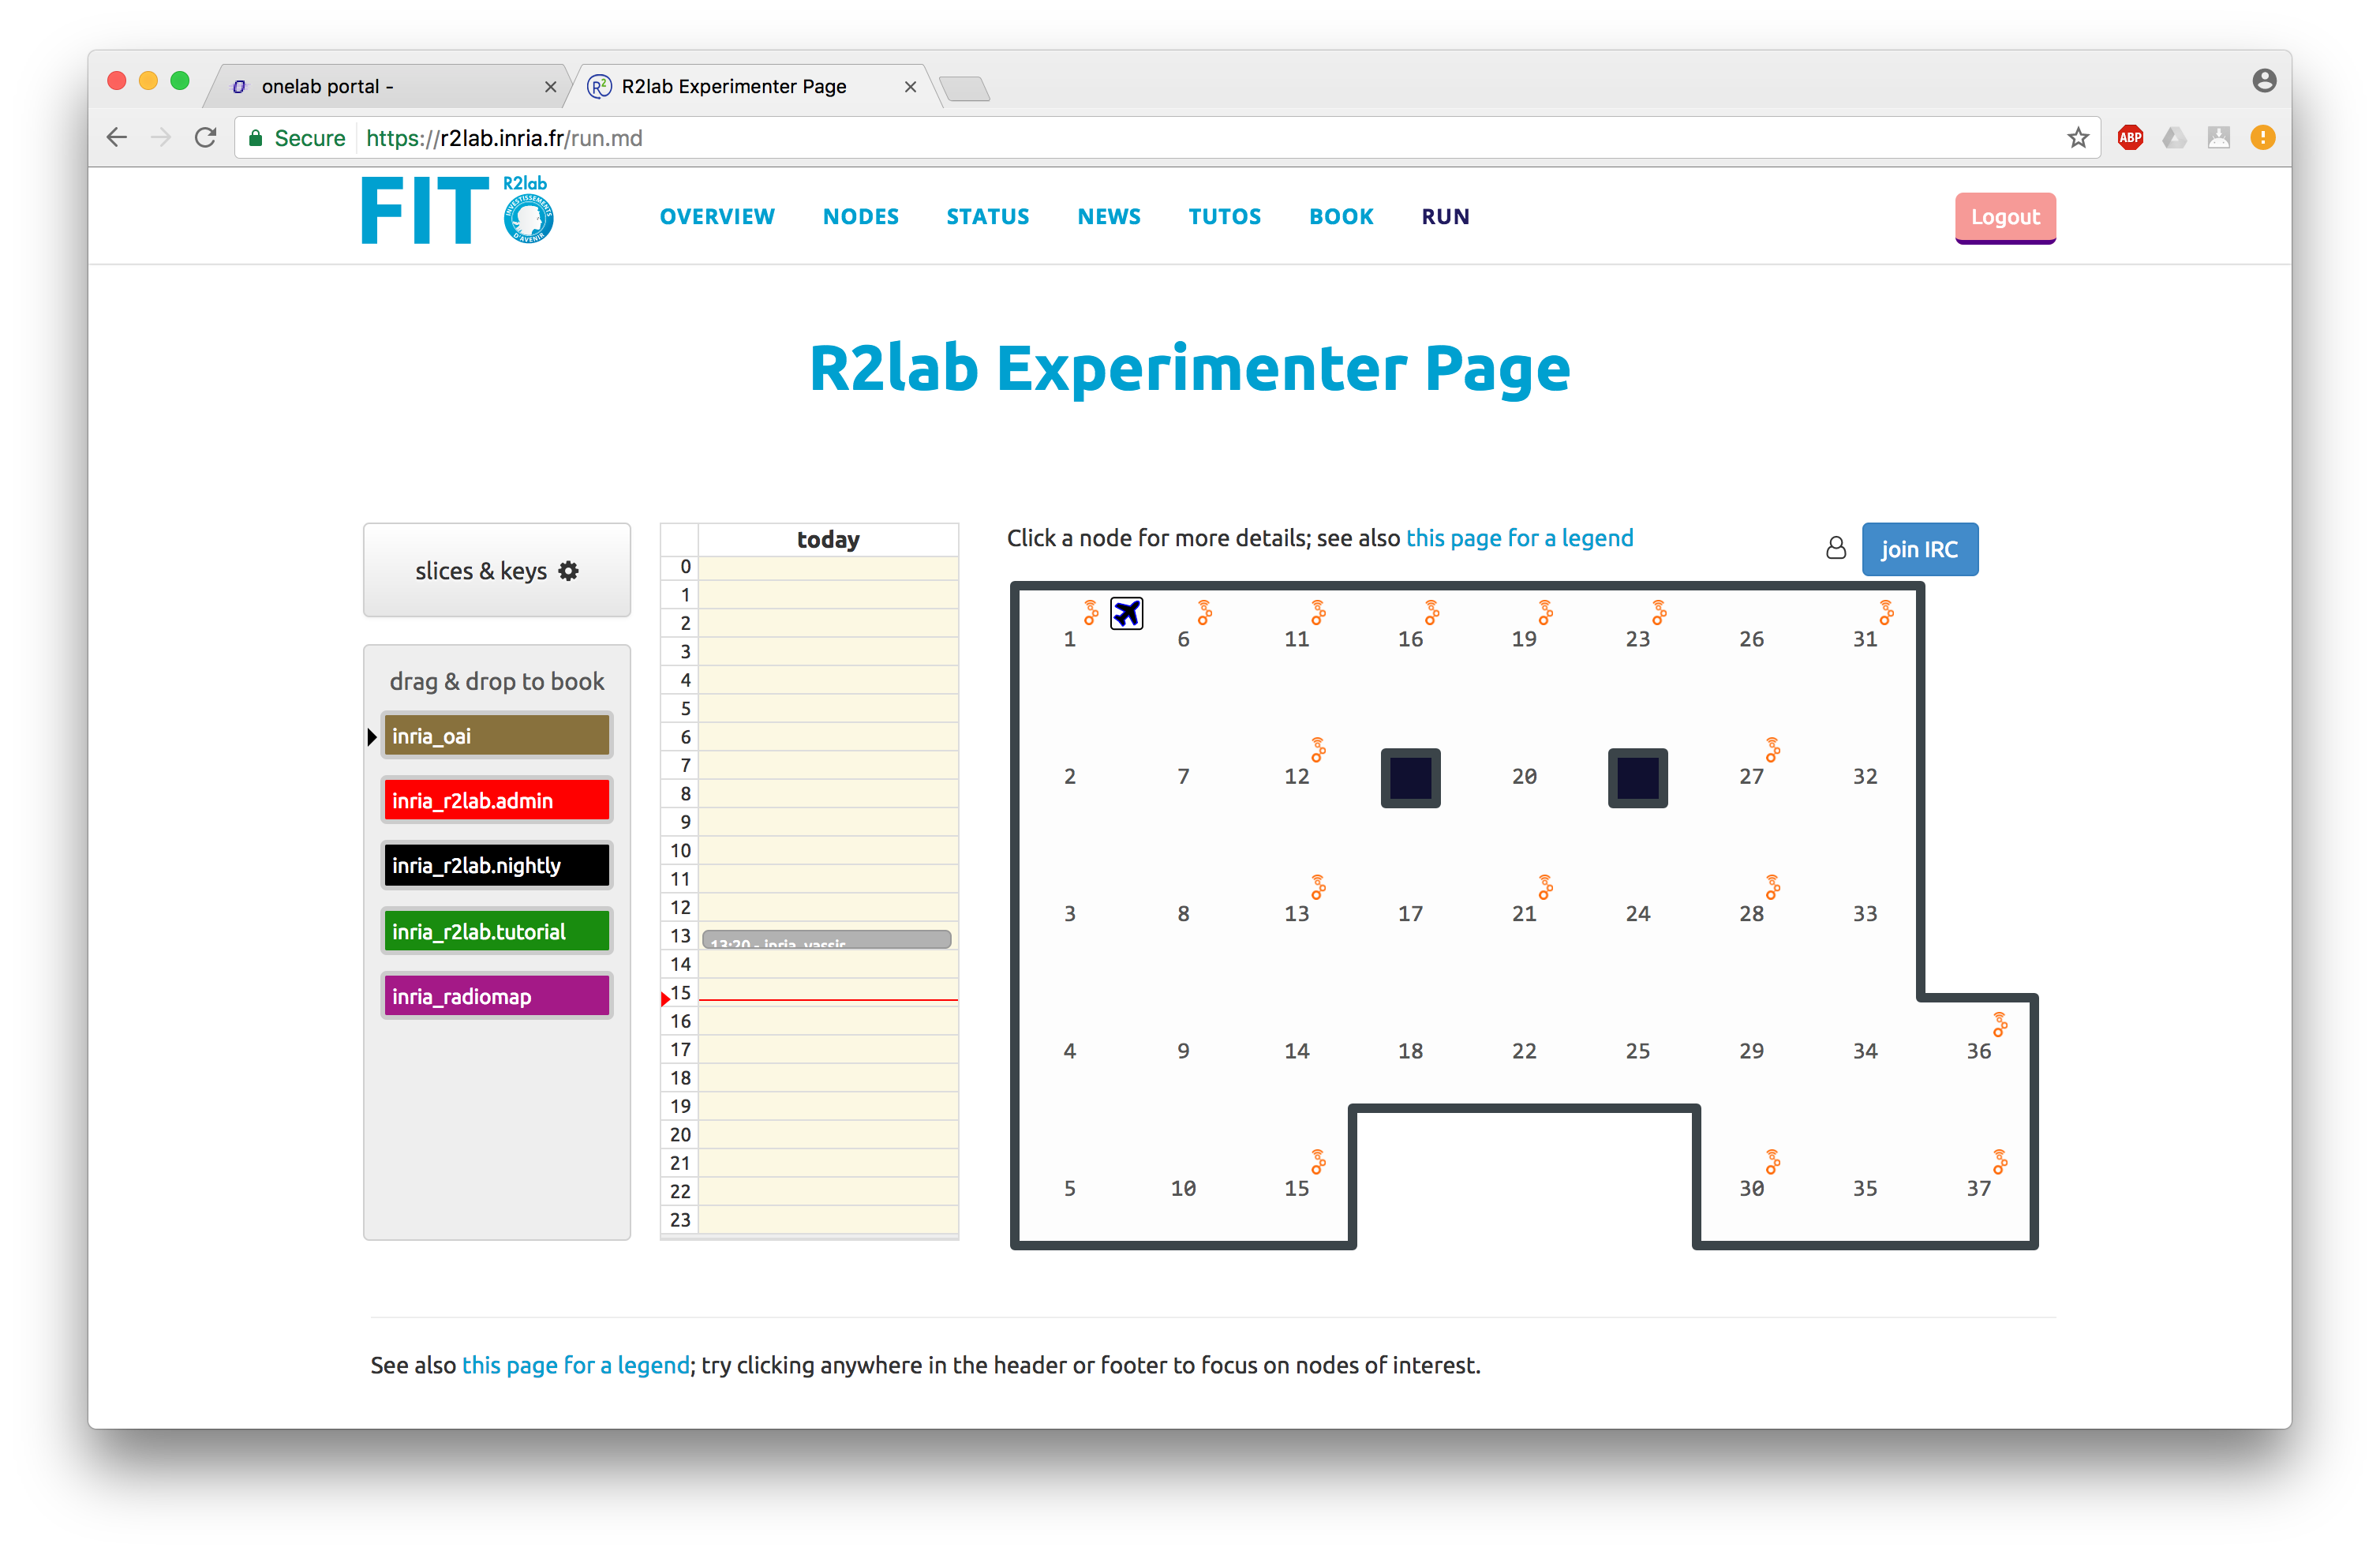 onelab portal -
R2lab Experimenter Page
Secure https://r2lab.inria.fr/run.md
ABP
FIT R2lab
INVESTISSEMENTS D'AVENIR
OVERVIEW NODES STATUS NEWS TUTOS BOOK RUN
Logout
R2lab Experimenter Page
slices & keys
drag & drop to book
inria_oai
inria_r2lab.admin
inria_r2lab.nightly
inria_r2lab.tutorial
inria_radiomap
today
0
1
2
3
4
5
6
7
8
9
10
11
12
13
13:20 - inria_yassir
14
15
16
17
18
19
20
21
22
23
Click a node for more details; see also this page for a legend
join IRC
1 6 11 16 19 23 26 31
2 7 12 20 27 32
3 8 13 17 21 24 28 33
4 9 14 18 22 25 29 34 36
5 10 15 30 35 37
See also this page for a legend; try clicking anywhere in the header or footer to focus on nodes of interest.